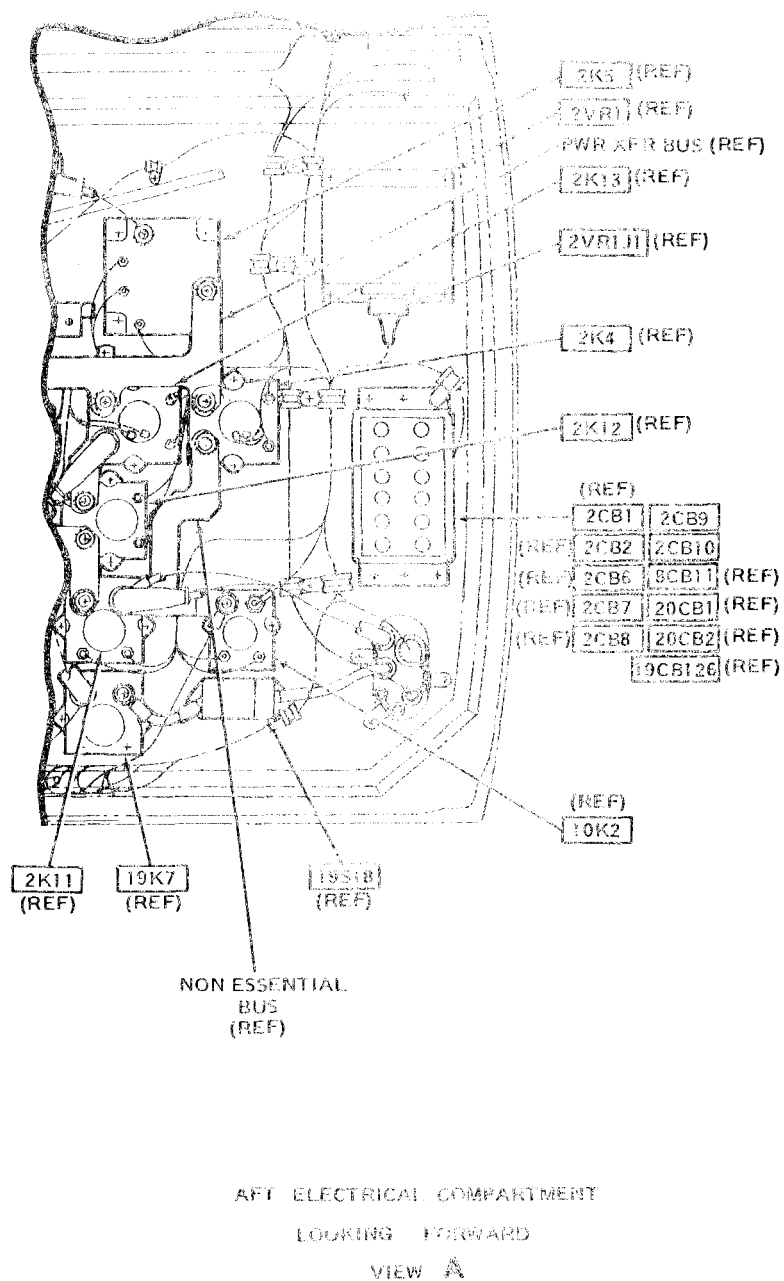 2K5 (REF)
2VR1 (REF)
PWR XFR BUS (REF)
2K13 (REF)
2VR1J1 (REF)
2K4 (REF)
2K12 (REF)
(REF)
2CB1 2CB9
(REF) 2CB2 2CB10
(REF) 2CB6 8CB11 (REF)
(REF) 2CB7 20CB1 (REF)
(REF) 2CB8 20CB2 (REF)
19CB126 (REF)
(REF)
10K2
2K11
(REF)
19K7
(REF)
19S18
(REF)
NON ESSENTIAL
BUS
(REF)
AFT ELECTRICAL COMPARTMENT
LOOKING FORWARD
VIEW A